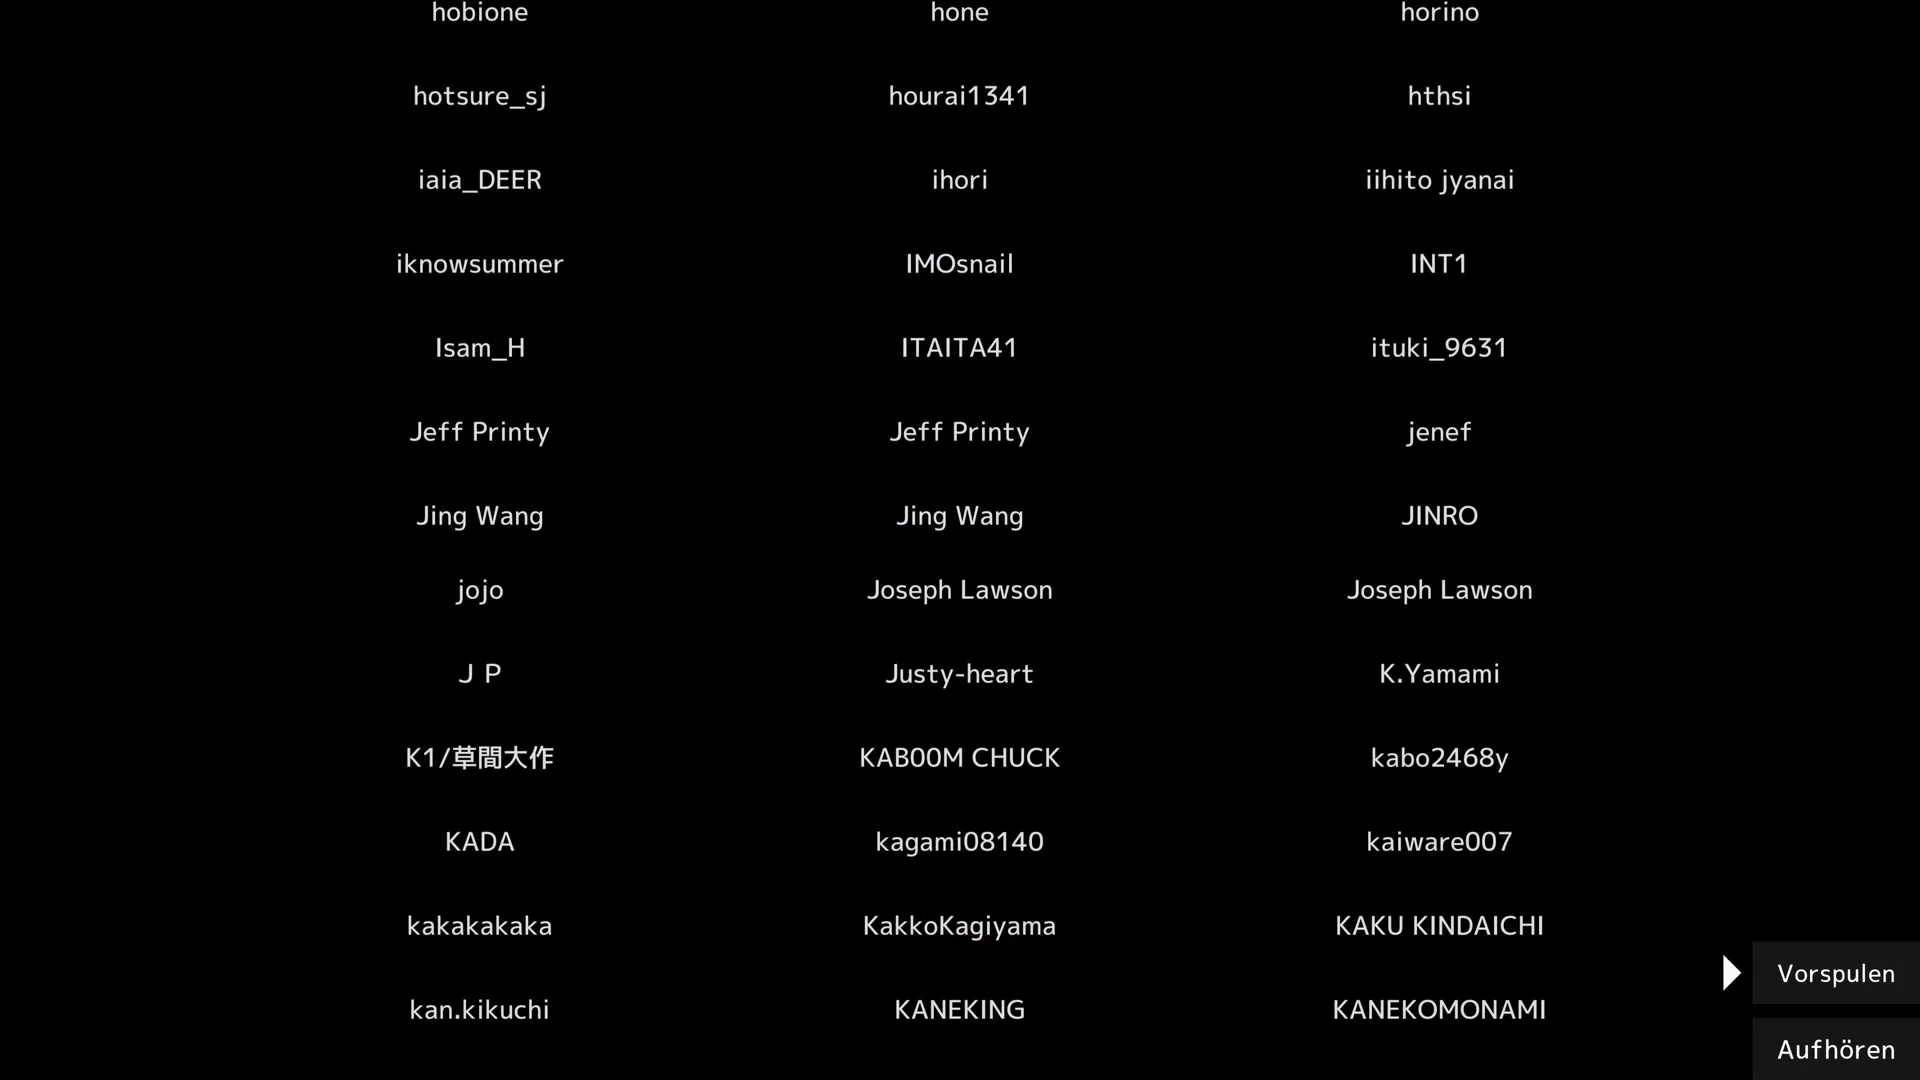 hobione hone horino
hotsure_sj hourai1341 hthsi
iaia_DEER ihori iihito jyanai
iknowsummer IMOsnail INT1
Isam_H ITAITA41 ituki_9631
Jeff Printy Jeff Printy jenef
Jing Wang Jing Wang JINRO
jojo Joseph Lawson Joseph Lawson
J P Justy-heart K.Yamami
K1/草間大作 KAB00M CHUCK kabo2468y
KADA kagami08140 kaiware007
kakakakaka KakkoKagiyama KAKU KINDAICHI
Vorspulen
kan.kikuchi KANEKING KANEKOMONAMI
Aufhören